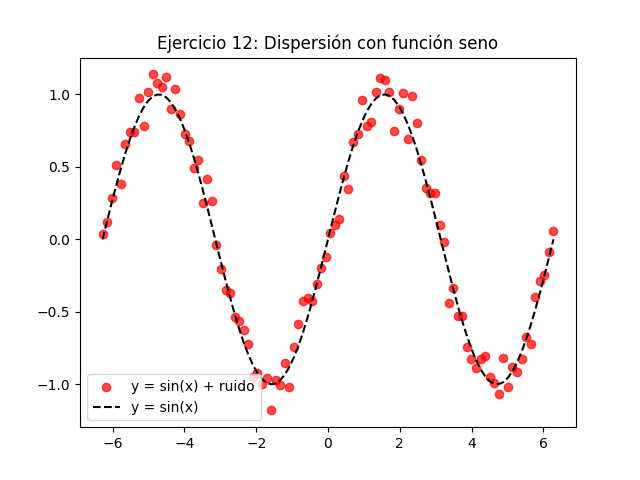 Ejercicio 12: Dispersión con función seno
1.0
0.5
0.0
−0.5
−1.0
y = sin(x) + ruido
y = sin(x)
−6 −4 −2 0 2 4 6